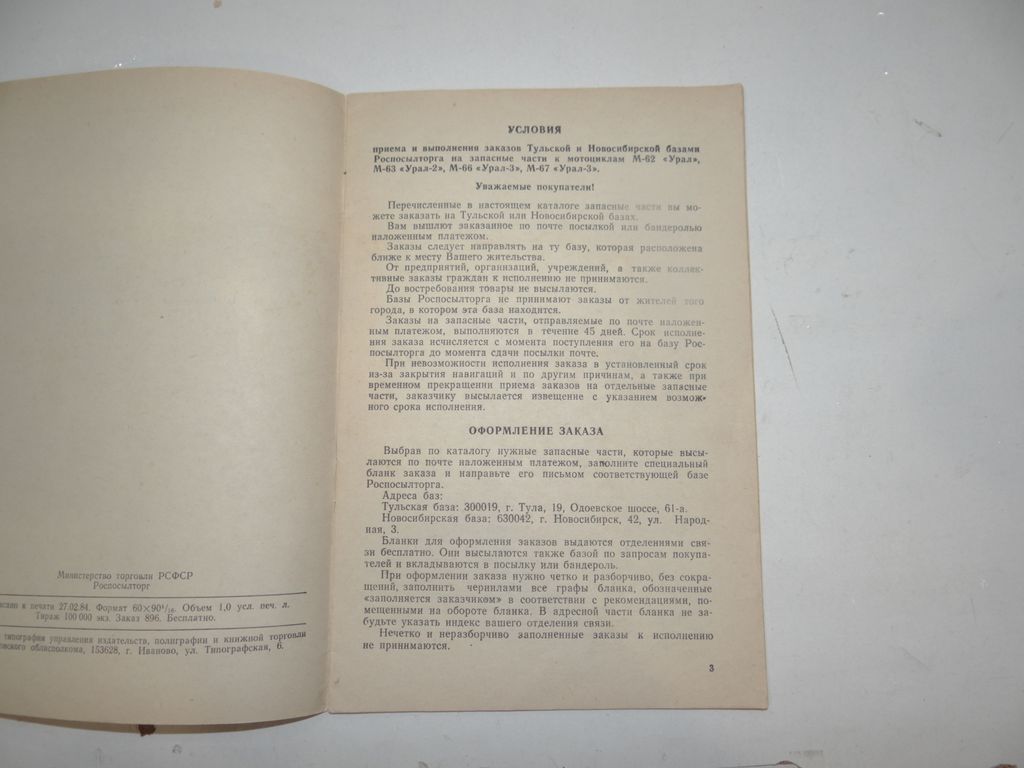 Министерство торговли РСФСР
Роспосылторг
к печати 27.02.84. Формат 60×90¹/₁₆. Объем 1,0 усл. печ. л.
Тираж 100 000 экз. Заказ 896. Бесплатно.
типография управления издательств, полиграфии и книжной торговли
облисполкома, 153628, г. Иваново, ул. Типографская, 6.
УСЛОВИЯ
приема и выполнения заказов Тульской и Новосибирской базами
Роспосылторга на запасные части к мотоциклам М-62 «Урал»,
М-63 «Урал-2», М-66 «Урал-3», М-67 «Урал-3».
Уважаемые покупатели!
Перечисленные в настоящем каталоге запасные части вы мо-
жете заказать на Тульской или Новосибирской базах.
Вам вышлют заказанное по почте посылкой или бандеролью
наложенным платежом.
Заказы следует направлять на ту базу, которая расположена
ближе к месту Вашего жительства.
От предприятий, организаций, учреждений, а также коллек-
тивные заказы граждан к исполнению не принимаются.
До востребования товары не высылаются.
Базы Роспосылторга не принимают заказы от жителей того
города, в котором эта база находится.
Заказы на запасные части, отправляемые по почте наложен-
ным платежом, выполняются в течение 45 дней. Срок исполне-
ния заказа исчисляется с момента поступления его на базу Рос-
посылторга до момента сдачи посылки почте.
При невозможности исполнения заказа в установленный срок
из-за закрытия навигаций и по другим причинам, а также при
временном прекращении приема заказов на отдельные запасные
части, заказчику высылается извещение с указанием возмож-
ного срока исполнения.
ОФОРМЛЕНИЕ ЗАКАЗА
Выбрав по каталогу нужные запасные части, которые высы-
лаются по почте наложенным платежом, заполните специальный
бланк заказа и направьте его письмом соответствующей базе
Роспосылторга.
Адреса баз:
Тульская база: 300019, г. Тула, 19, Одоевское шоссе, 61-а.
Новосибирская база: 630042, г. Новосибирск, 42, ул. Народ-
ная, 3.
Бланки для оформления заказов выдаются отделениями свя-
зи бесплатно. Они высылаются также базой по запросам покупа-
телей и вкладываются в посылку или бандероль.
При оформлении заказа нужно четко и разборчиво, без сокра-
щений, заполнить чернилами все графы бланка, обозначенные
«заполняется заказчиком» в соответствии с рекомендациями, по-
мещенными на обороте бланка. В адресной части бланка не за-
будьте указать индекс вашего отделения связи.
Нечетко и неразборчиво заполненные заказы к исполнению
не принимаются.
3